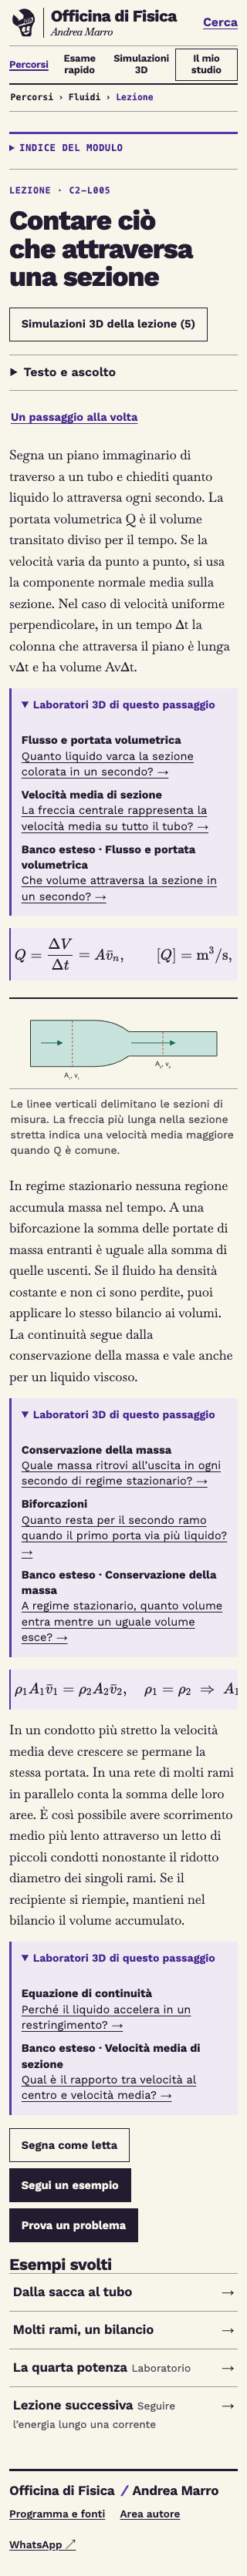 Officina di Fisica
Andrea Marro
Cerca
Percorsi
Esame rapido
Simulazioni 3D
Il mio studio
Percorsi › Fluidi › Lezione
▶ INDICE DEL MODULO
LEZIONE · C2-L005
Contare ciò
che attraversa
una sezione
Simulazioni 3D della lezione (5)
▶ Testo e ascolto
Un passaggio alla volta
Segna un piano immaginario di
traverso a un tubo e chiediti quanto
liquido lo attraversa ogni secondo. La
portata volumetrica Q è il volume
transitato diviso per il tempo. Se la
velocità varia da punto a punto, si usa
la componente normale media sulla
sezione. Nel caso di velocità uniforme
perpendicolare, in un tempo Δt la
colonna che attraversa il piano è lunga
vΔt e ha volume AvΔt.
▼ Laboratori 3D di questo passaggio
Flusso e portata volumetrica
Quanto liquido varca la sezione
colorata in un secondo? →
Velocità media di sezione
La freccia centrale rappresenta la
velocità media su tutto il tubo? →
Banco esteso · Flusso e portata
volumetrica
Che volume attraversa la sezione in
un secondo? →
Q = ΔV/Δt = Av̄ₙ, [Q] = m³/s,
A₁, v₁
A₂, v₂
Le linee verticali delimitano le sezioni di
misura. La freccia più lunga nella sezione
stretta indica una velocità media maggiore
quando Q è comune.
In regime stazionario nessuna regione
accumula massa nel tempo. A una
biforcazione la somma delle portate di
massa entranti è uguale alla somma di
quelle uscenti. Se il fluido ha densità
costante e non ci sono perdite, puoi
applicare lo stesso bilancio ai volumi.
La continuità segue dalla
conservazione della massa e vale anche
per un liquido viscoso.
▼ Laboratori 3D di questo passaggio
Conservazione della massa
Quale massa ritrovi all'uscita in ogni
secondo di regime stazionario? →
Biforcazioni
Quanto resta per il secondo ramo
quando il primo porta via più liquido?
→
Banco esteso · Conservazione della
massa
A regime stazionario, quanto volume
entra mentre un uguale volume
esce? →
ρ₁A₁v̄₁ = ρ₂A₂v̄₂, ρ₁ = ρ₂ ⇒ A₁
In un condotto più stretto la velocità
media deve crescere se permane la
stessa portata. In una rete di molti rami
in parallelo conta la somma delle loro
aree. È così possibile avere scorrimento
medio più lento attraverso un letto di
piccoli condotti nonostante il ridotto
diametro dei singoli rami. Se il
recipiente si riempie, mantieni nel
bilancio il volume accumulato.
▼ Laboratori 3D di questo passaggio
Equazione di continuità
Perché il liquido accelera in un
restringimento? →
Banco esteso · Velocità media di
sezione
Qual è il rapporto tra velocità al
centro e velocità media? →
Segna come letta
Segui un esempio
Prova un problema
Esempi svolti
Dalla sacca al tubo →
Molti rami, un bilancio →
La quarta potenza Laboratorio →
Lezione successiva Seguire →
l'energia lungo una corrente
Officina di Fisica / Andrea Marro
Programma e fonti
Area autore
WhatsApp ↗